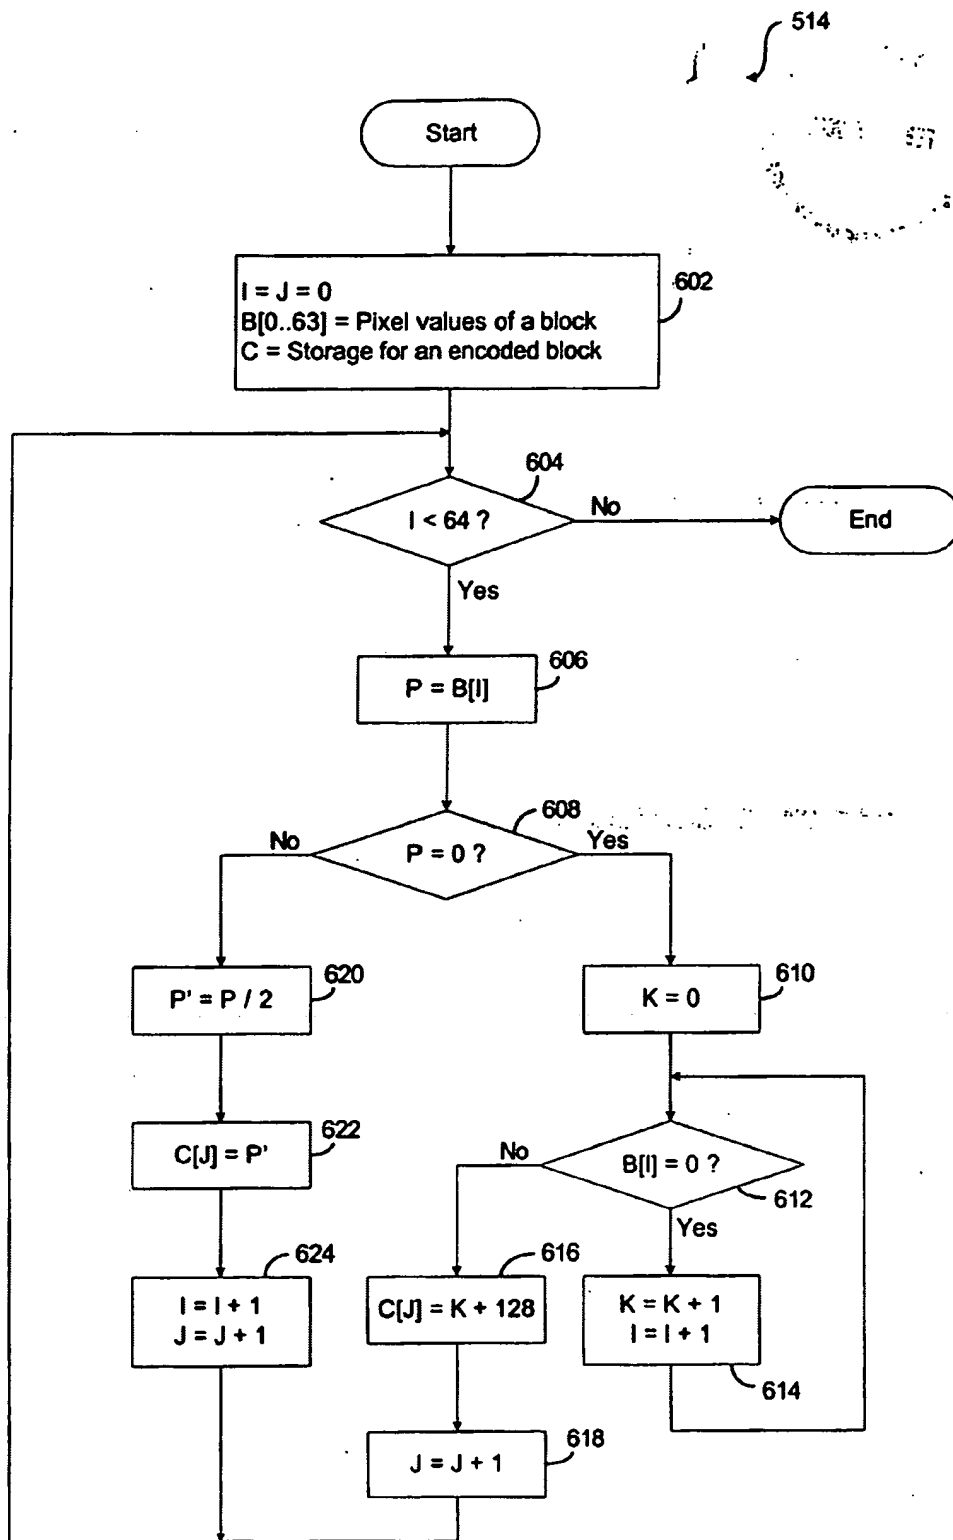 514
Start
I = J = 0
B[0..63] = Pixel values of a block
C = Storage for an encoded block
602
604
I < 64 ?
No
End
Yes
606
P = B[I]
608
No
P = 0 ?
Yes
620
P' = P / 2
610
K = 0
622
C[J] = P'
No
B[I] = 0 ?
612
Yes
624
I = I + 1
J = J + 1
616
C[J] = K + 128
K = K + 1
I = I + 1
614
618
J = J + 1